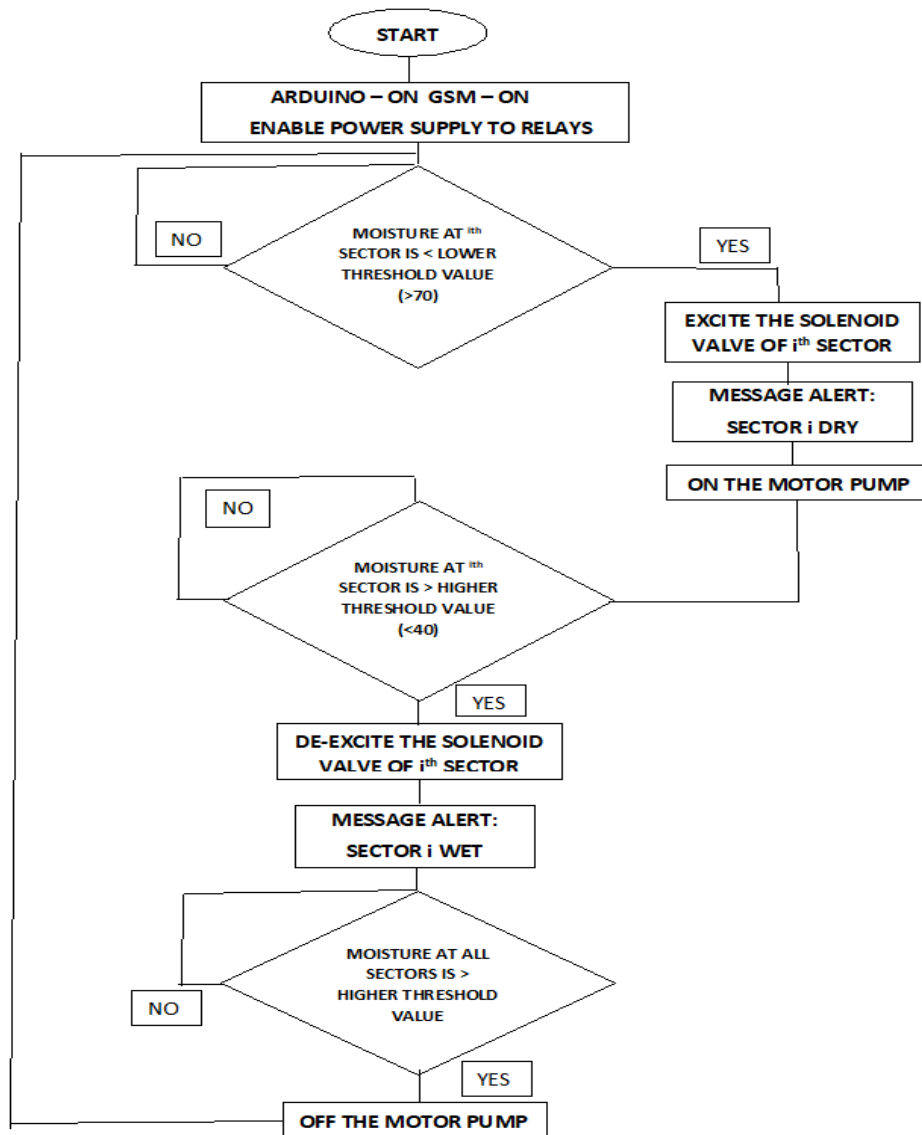 START
ARDUINO – ON GSM – ON
ENABLE POWER SUPPLY TO RELAYS
NO
MOISTURE AT ith
SECTOR IS < LOWER
THRESHOLD VALUE
(>70)
YES
EXCITE THE SOLENOID
VALVE OF ith SECTOR
MESSAGE ALERT:
SECTOR i DRY
ON THE MOTOR PUMP
NO
MOISTURE AT ith
SECTOR IS > HIGHER
THRESHOLD VALUE
(<40)
YES
DE-EXCITE THE SOLENOID
VALVE OF ith SECTOR
MESSAGE ALERT:
SECTOR i WET
MOISTURE AT ALL
SECTORS IS >
HIGHER THRESHOLD
VALUE
NO
YES
OFF THE MOTOR PUMP